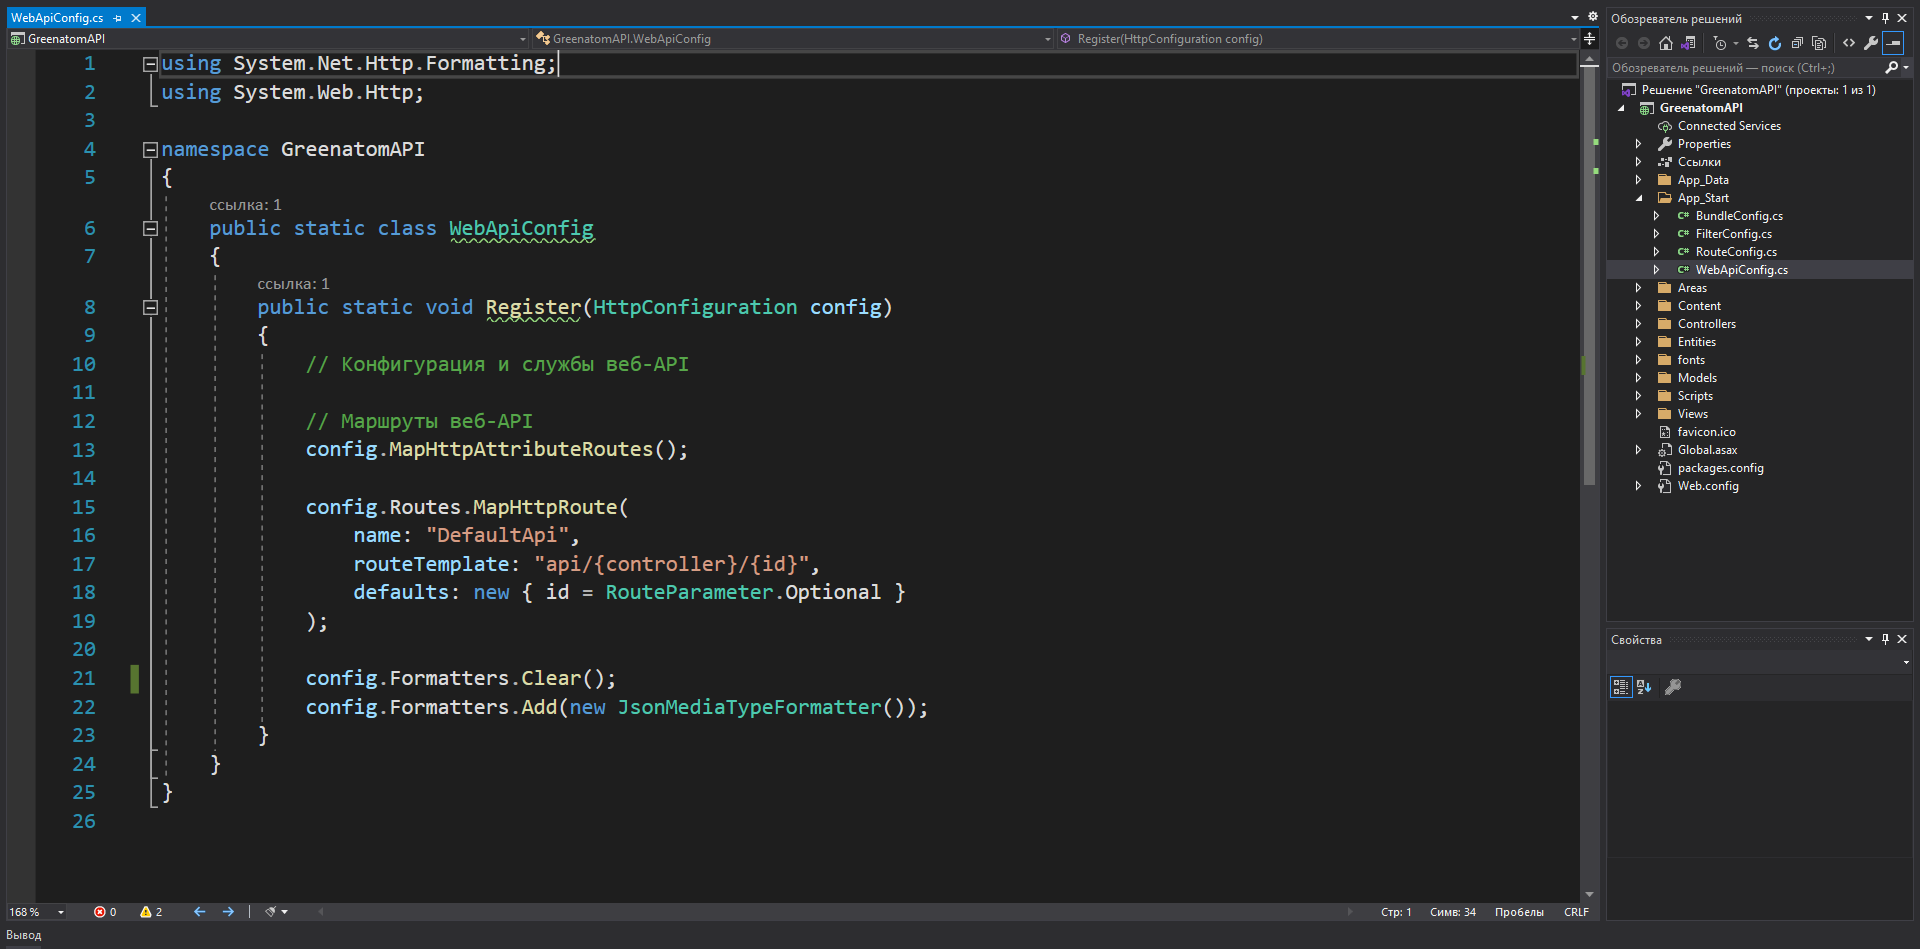 WebApiConfig.cs
GreenatomAPI
GreenatomAPI.WebApiConfig
Register(HttpConfiguration config)
1 using System.Net.Http.Formatting;
2 using System.Web.Http;
3
4 namespace GreenatomAPI
5 {
ссылка: 1
6 public static class WebApiConfig
7 {
ссылка: 1
8 public static void Register(HttpConfiguration config)
9 {
10 // Конфигурация и службы веб-API
11
12 // Маршруты веб-API
13 config.MapHttpAttributeRoutes();
14
15 config.Routes.MapHttpRoute(
16 name: "DefaultApi",
17 routeTemplate: "api/{controller}/{id}",
18 defaults: new { id = RouteParameter.Optional }
19 );
20
21 config.Formatters.Clear();
22 config.Formatters.Add(new JsonMediaTypeFormatter());
23 }
24 }
25 }
26
168 %
0
2
Стр: 1
Симв: 34
Пробелы
CRLF
Вывод
Обозреватель решений
Обозреватель решений — поиск (Ctrl+;)
Решение "GreenatomAPI" (проекты: 1 из 1)
GreenatomAPI
Connected Services
Properties
Ссылки
App_Data
App_Start
C# BundleConfig.cs
C# FilterConfig.cs
C# RouteConfig.cs
C# WebApiConfig.cs
Areas
Content
Controllers
Entities
fonts
Models
Scripts
Views
favicon.ico
Global.asax
packages.config
Web.config
Свойства